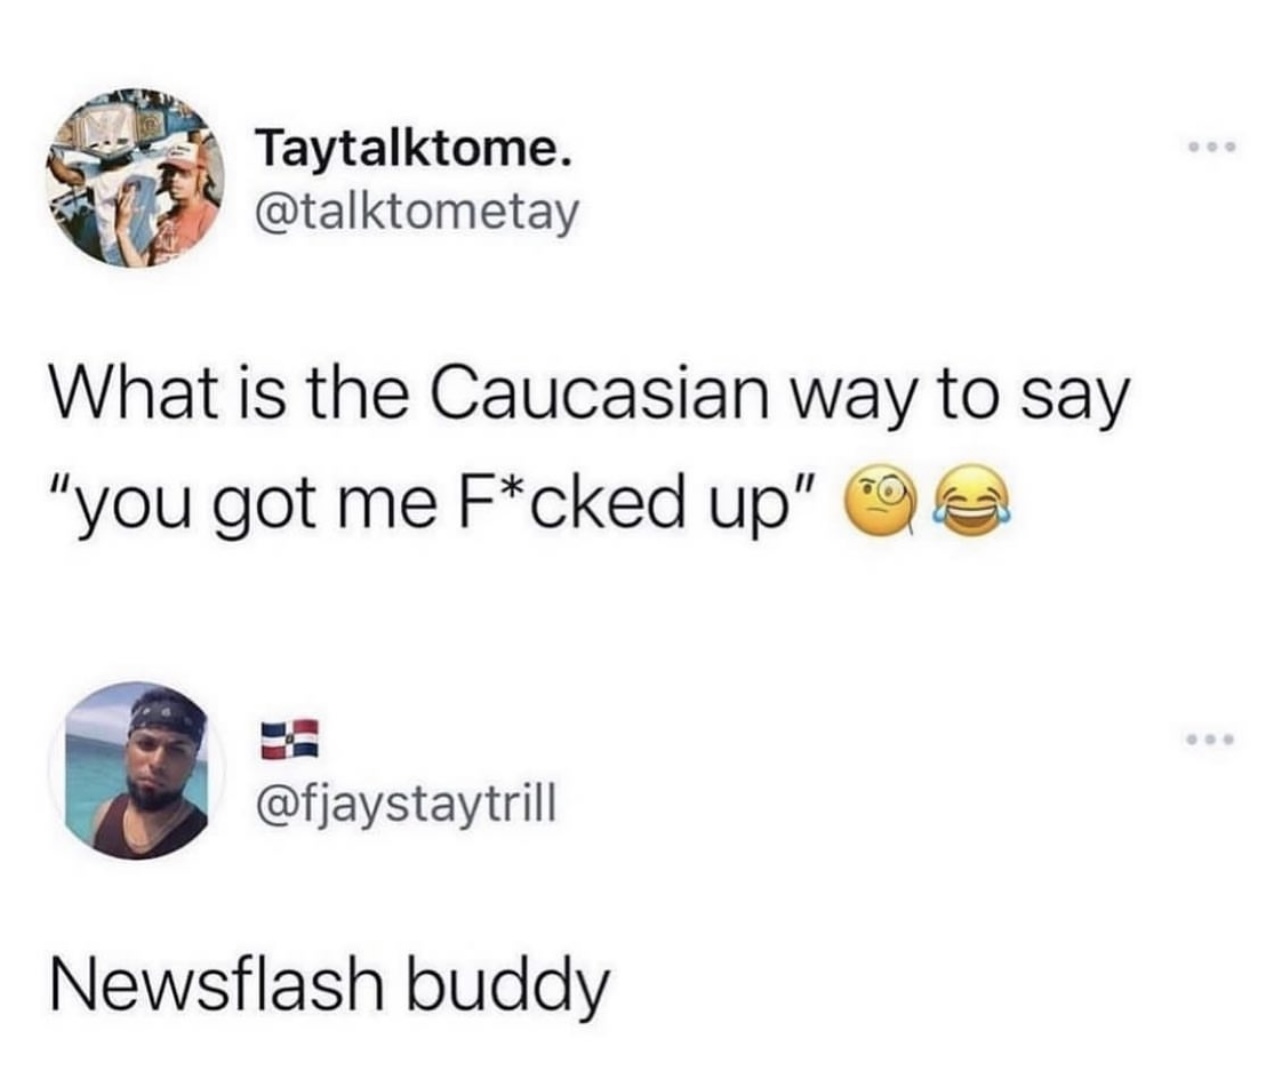 Taytalktome.
@talktometay
What is the Caucasian way to say
"you got me F*cked up" 🧐😂
🇩🇴
@fjaystaytrill
Newsflash buddy